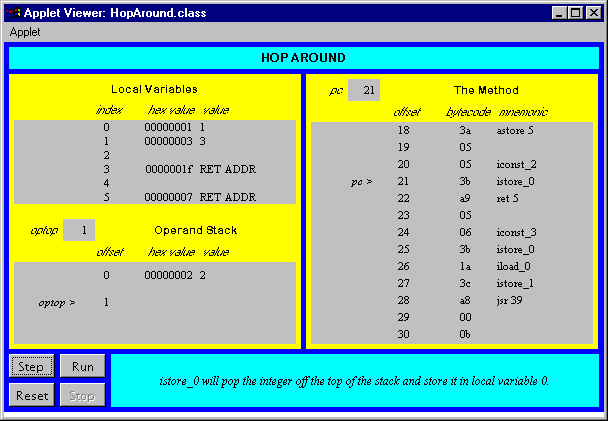 Applet Viewer: HopAround.class
Applet
HOP AROUND
Local Variables
index hex value value
0 00000001 1
1 00000003 3
2
3 0000001f RET ADDR
4
5 00000007 RET ADDR
optop 1 Operand Stack
offset hex value value
0 00000002 2
optop > 1
pc 21 The Method
offset bytecode mnemonic
18 3a astore 5
19 05
20 05 iconst_2
pc > 21 3b istore_0
22 a9 ret 5
23 05
24 06 iconst_3
25 3b istore_0
26 1a iload_0
27 3c istore_1
28 a8 jsr 39
29 00
30 0b
Step Run
Reset Stop
istore_0 will pop the integer off the top of the stack and store it in local variable 0.